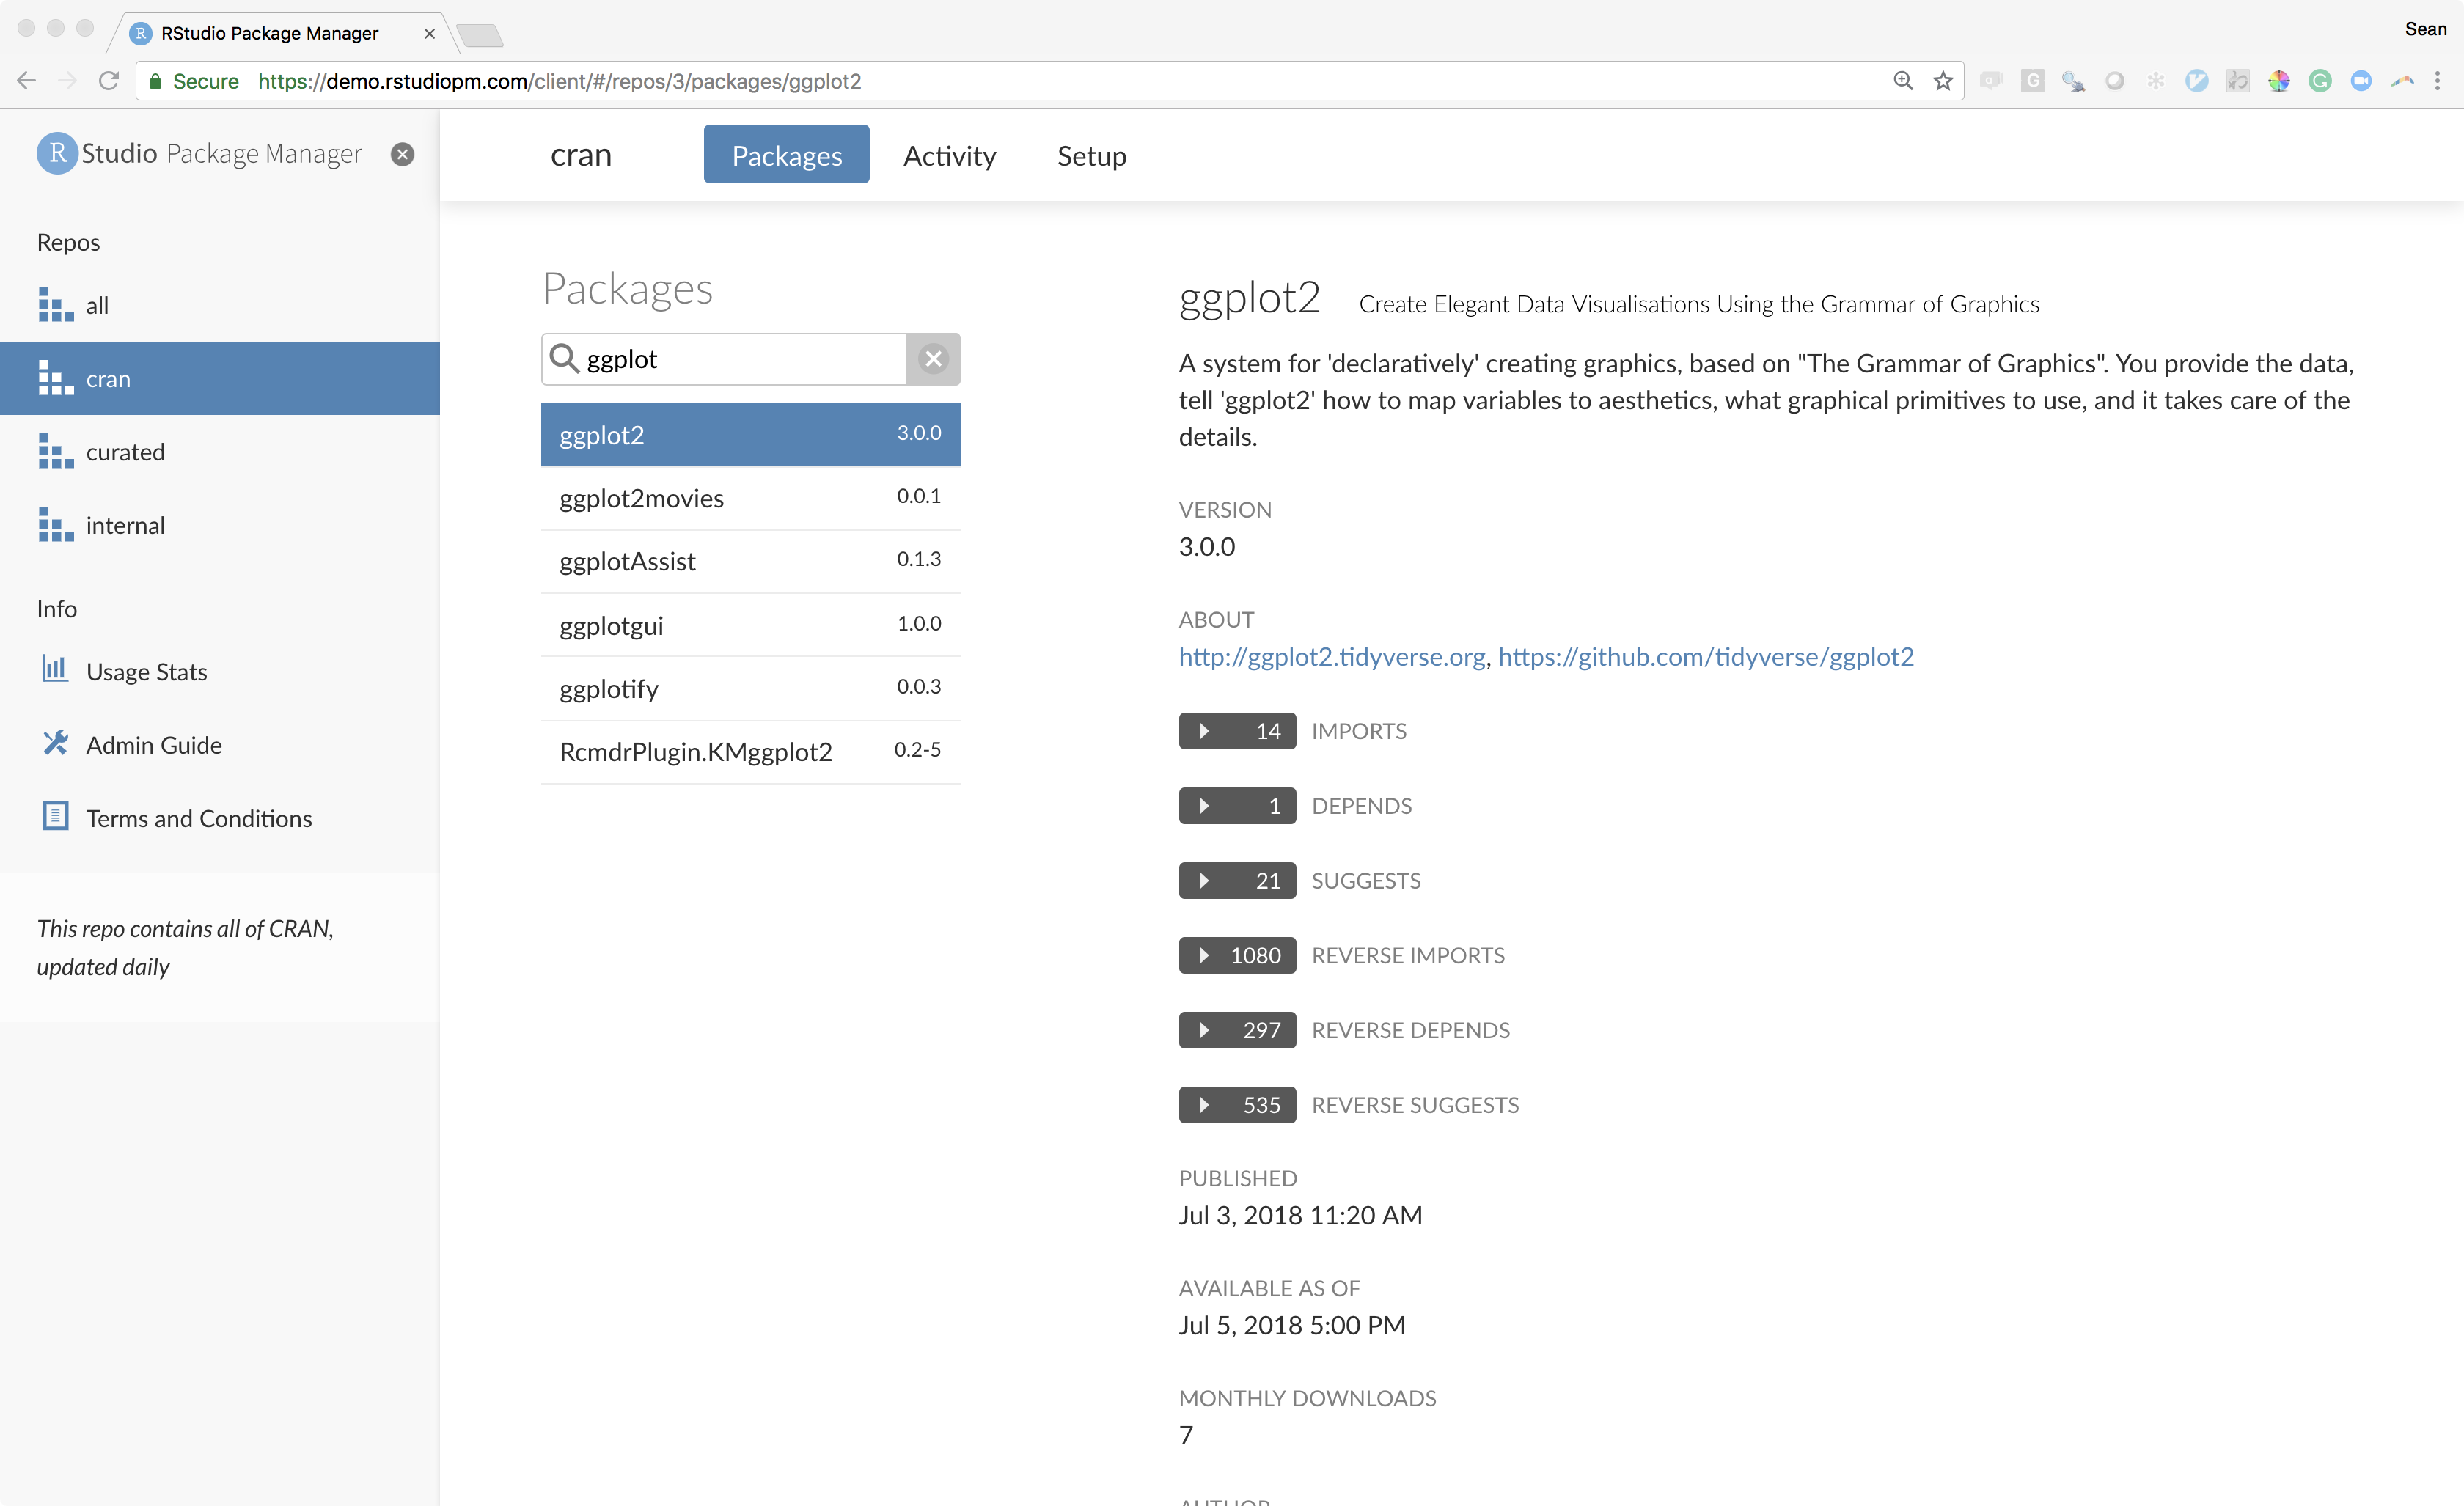 RStudio Package Manager
Sean
Secure https://demo.rstudiopm.com/client/#/repos/3/packages/ggplot2
R Studio Package Manager
Repos
all
cran
curated
internal
Info
Usage Stats
Admin Guide
Terms and Conditions
This repo contains all of CRAN,
updated daily
cran Packages Activity Setup
Packages
ggplot
ggplot2 3.0.0
ggplot2movies 0.0.1
ggplotAssist 0.1.3
ggplotgui 1.0.0
ggplotify 0.0.3
RcmdrPlugin.KMggplot2 0.2-5
ggplot2 Create Elegant Data Visualisations Using the Grammar of Graphics
A system for 'declaratively' creating graphics, based on "The Grammar of Graphics". You provide the data,
tell 'ggplot2' how to map variables to aesthetics, what graphical primitives to use, and it takes care of the
details.
VERSION
3.0.0
ABOUT
http://ggplot2.tidyverse.org, https://github.com/tidyverse/ggplot2
14 IMPORTS
1 DEPENDS
21 SUGGESTS
1080 REVERSE IMPORTS
297 REVERSE DEPENDS
535 REVERSE SUGGESTS
PUBLISHED
Jul 3, 2018 11:20 AM
AVAILABLE AS OF
Jul 5, 2018 5:00 PM
MONTHLY DOWNLOADS
7